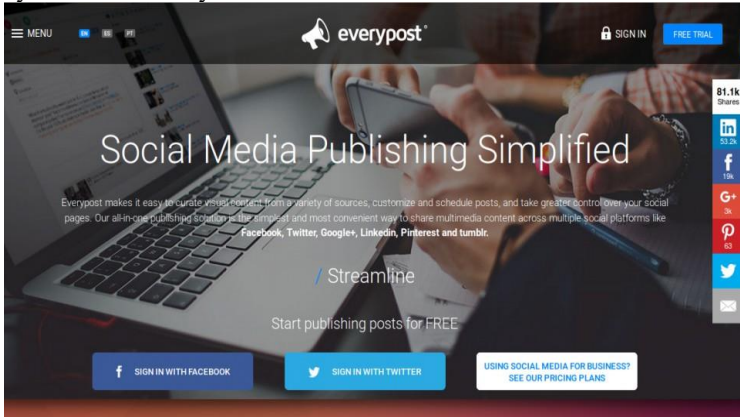 MENU EN ES PT everypost SIGN IN FREE TRIAL
81.1k
Shares
in
53.2k
f
19k
G+
3k
63
Social Media Publishing Simplified
Everypost makes it easy to curate visual content from a variety of sources, customize and schedule posts, and take greater control over your social
pages. Our all-in-one publishing solution is the simplest and most convenient way to share multimedia content across multiple social platforms like
Facebook, Twitter, Google+, Linkedin, Pinterest and tumblr.
/ Streamline
Start publishing posts for FREE
f SIGN IN WITH FACEBOOK
SIGN IN WITH TWITTER
USING SOCIAL MEDIA FOR BUSINESS?
SEE OUR PRICING PLANS